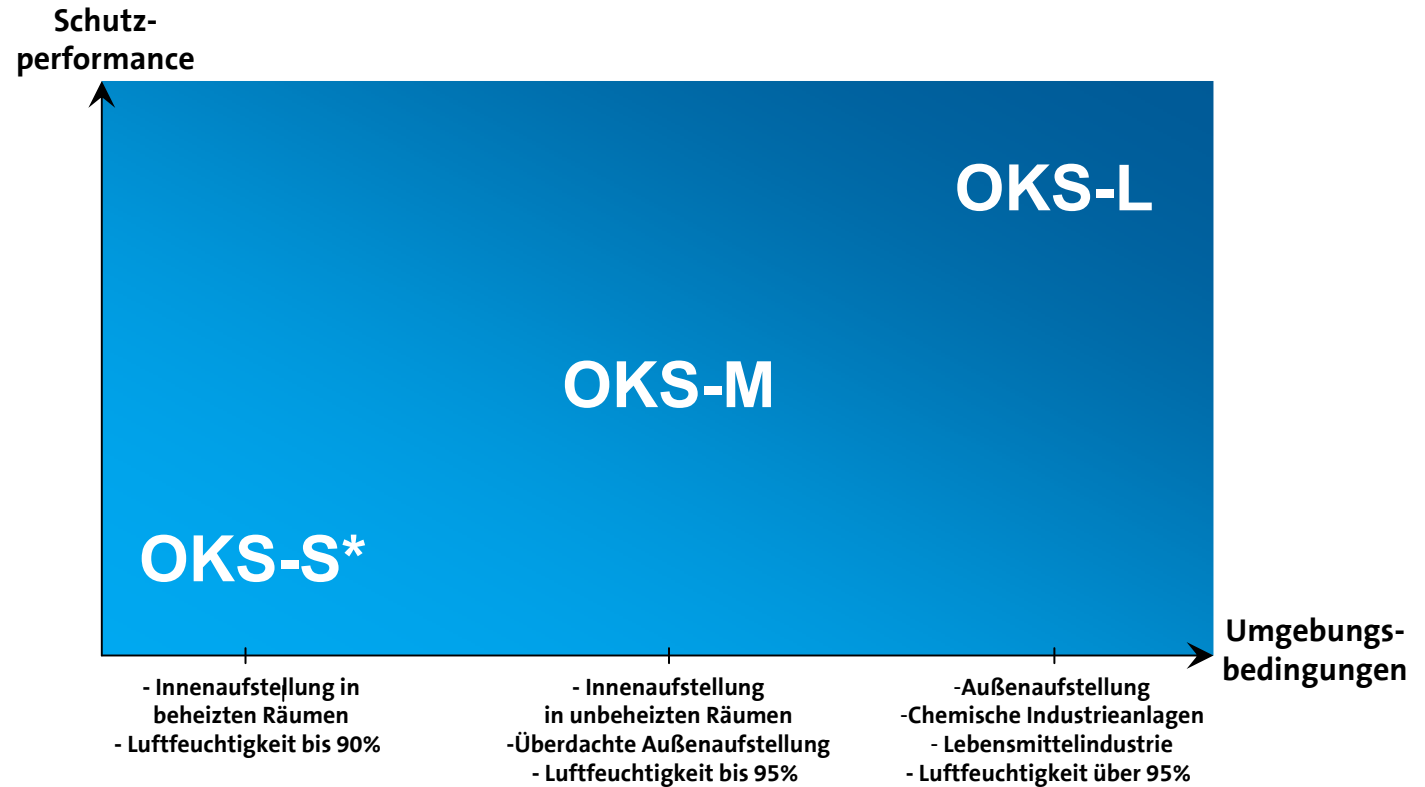 Schutz-
performance
OKS-L
OKS-M
OKS-S*
Umgebungs-
bedingungen
- Innenaufstellung in
beheizten Räumen
- Luftfeuchtigkeit bis 90%
- Innenaufstellung
in unbeheizten Räumen
-Überdachte Außenaufstellung
- Luftfeuchtigkeit bis 95%
-Außenaufstellung
-Chemische Industrieanlagen
- Lebensmittelindustrie
- Luftfeuchtigkeit über 95%